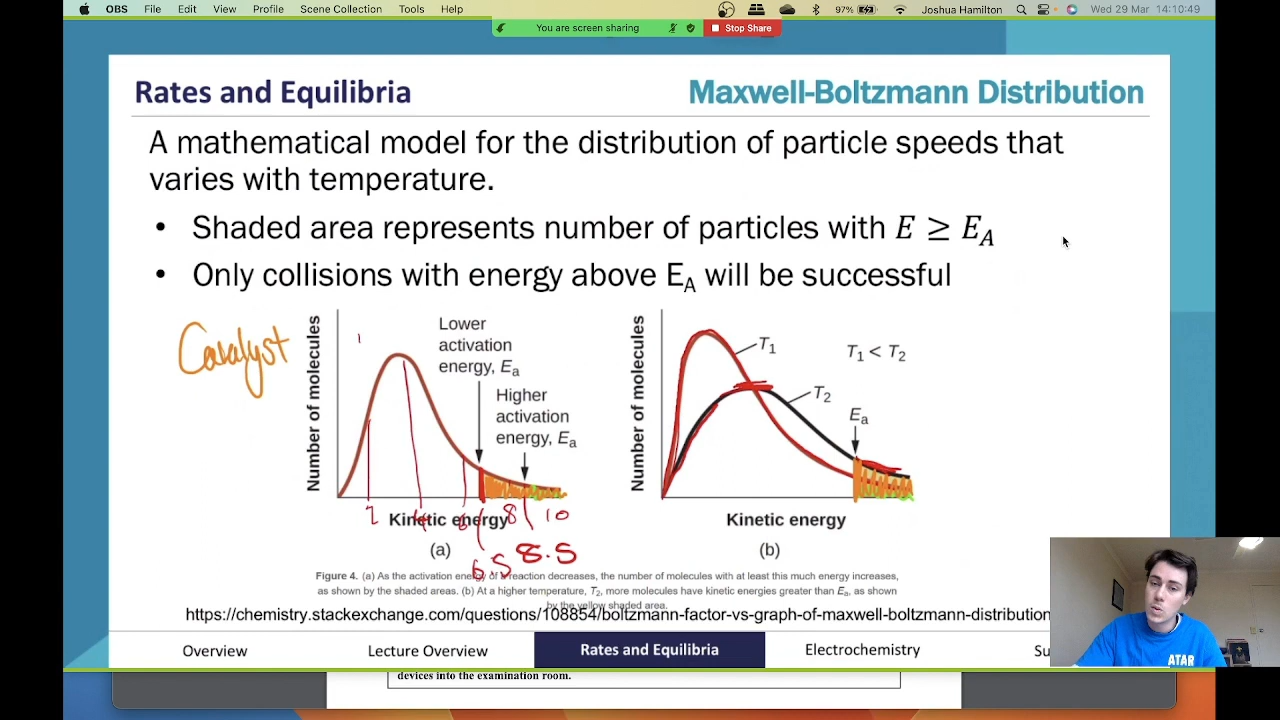 OBS File Edit View Profile Scene Collection Tools Help 97% Joshua Hamilton Wed 29 Mar 14:10:49
You are screen sharing Stop Share
Rates and Equilibria Maxwell-Boltzmann Distribution
A mathematical model for the distribution of particle speeds that
varies with temperature.
• Shaded area represents number of particles with E ≥ EA
• Only collisions with energy above EA will be successful
Catalyst
Number of molecules
Lower
activation
energy, Ea
Higher
activation
energy, Ea
2 4 6 8 10
Kinetic energy
6.5 8.5
(a)
Number of molecules
T1
T1 < T2
T2
Ea
Kinetic energy
(b)
Figure 4. (a) As the activation energy of a reaction decreases, the number of molecules with at least this much energy increases,
as shown by the shaded areas. (b) At a higher temperature, T2, more molecules have kinetic energies greater than Ea, as shown
by the yellow shaded area.
https://chemistry.stackexchange.com/questions/108854/boltzmann-factor-vs-graph-of-maxwell-boltzmann-distribution
Overview Lecture Overview Rates and Equilibria Electrochemistry Su
ATAR
devices into the examination room.